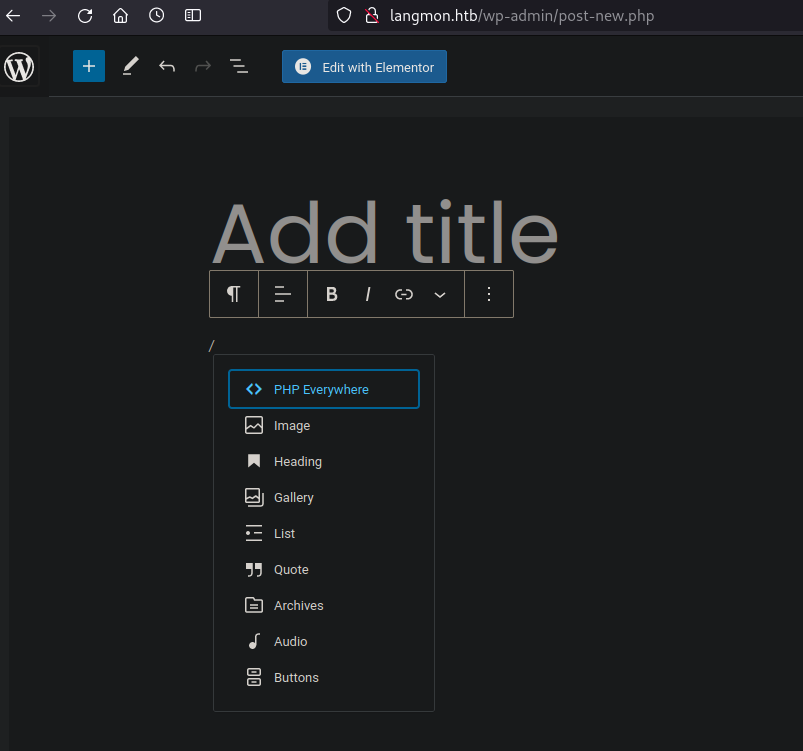 langmon.htb/wp-admin/post-new.php
Edit with Elementor
Add title
B I
/
PHP Everywhere
Image
Heading
Gallery
List
Quote
Archives
Audio
Buttons